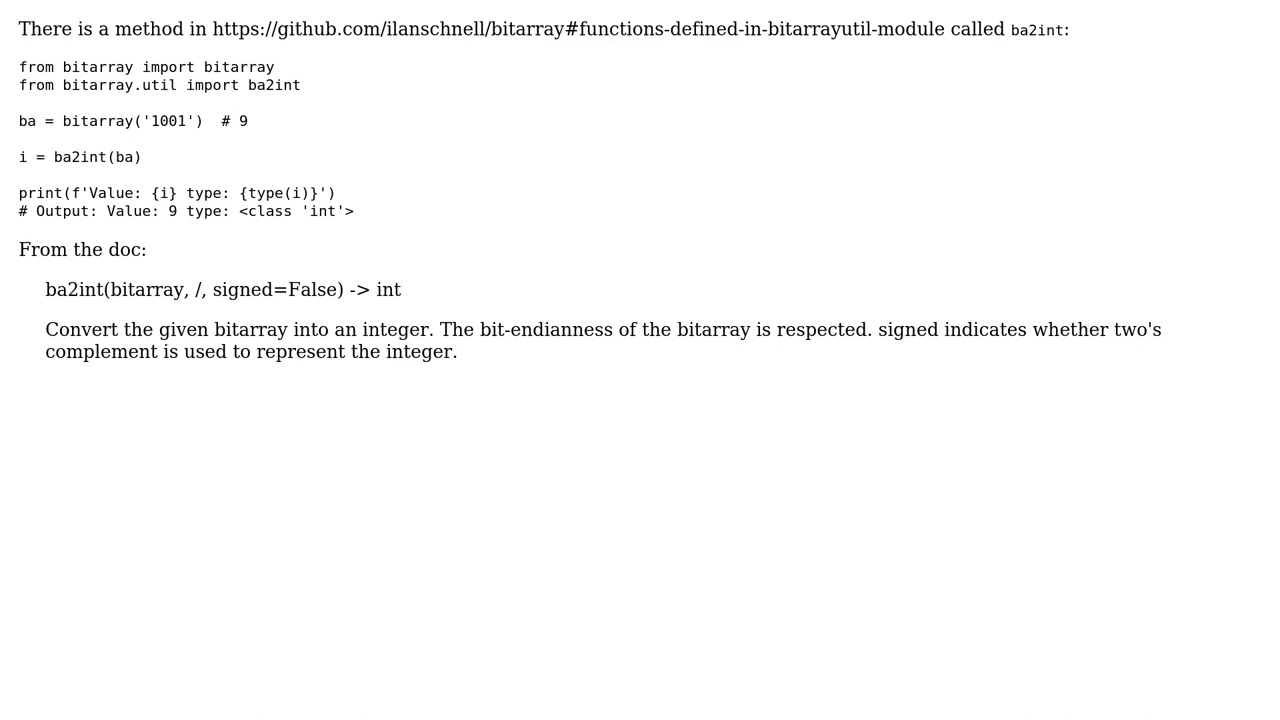 There is a method in https://github.com/ilanschnell/bitarray#functions-defined-in-bitarrayutil-module called ba2int:
from bitarray import bitarray
from bitarray.util import ba2int
ba = bitarray('1001')  # 9
i = ba2int(ba)
print(f'Value: {i} type: {type(i)}')
# Output: Value: 9 type: <class 'int'>
From the doc:
ba2int(bitarray, /, signed=False) -> int
Convert the given bitarray into an integer. The bit-endianness of the bitarray is respected. signed indicates whether two's
complement is used to represent the integer.